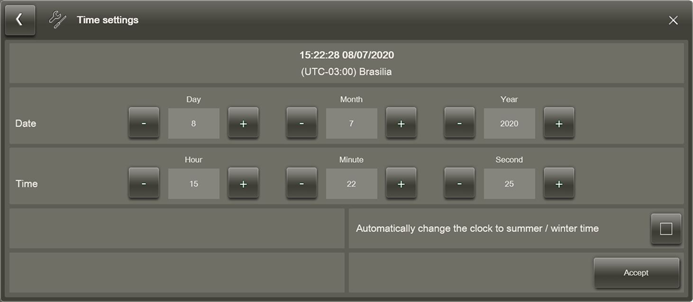 Time settings
15:22:28 08/07/2020
(UTC-03:00) Brasilia
Day Month Year
Date - 8 + - 7 + - 2020 +
Hour Minute Second
Time - 15 + - 22 + - 25 +
Automatically change the clock to summer / winter time
Accept